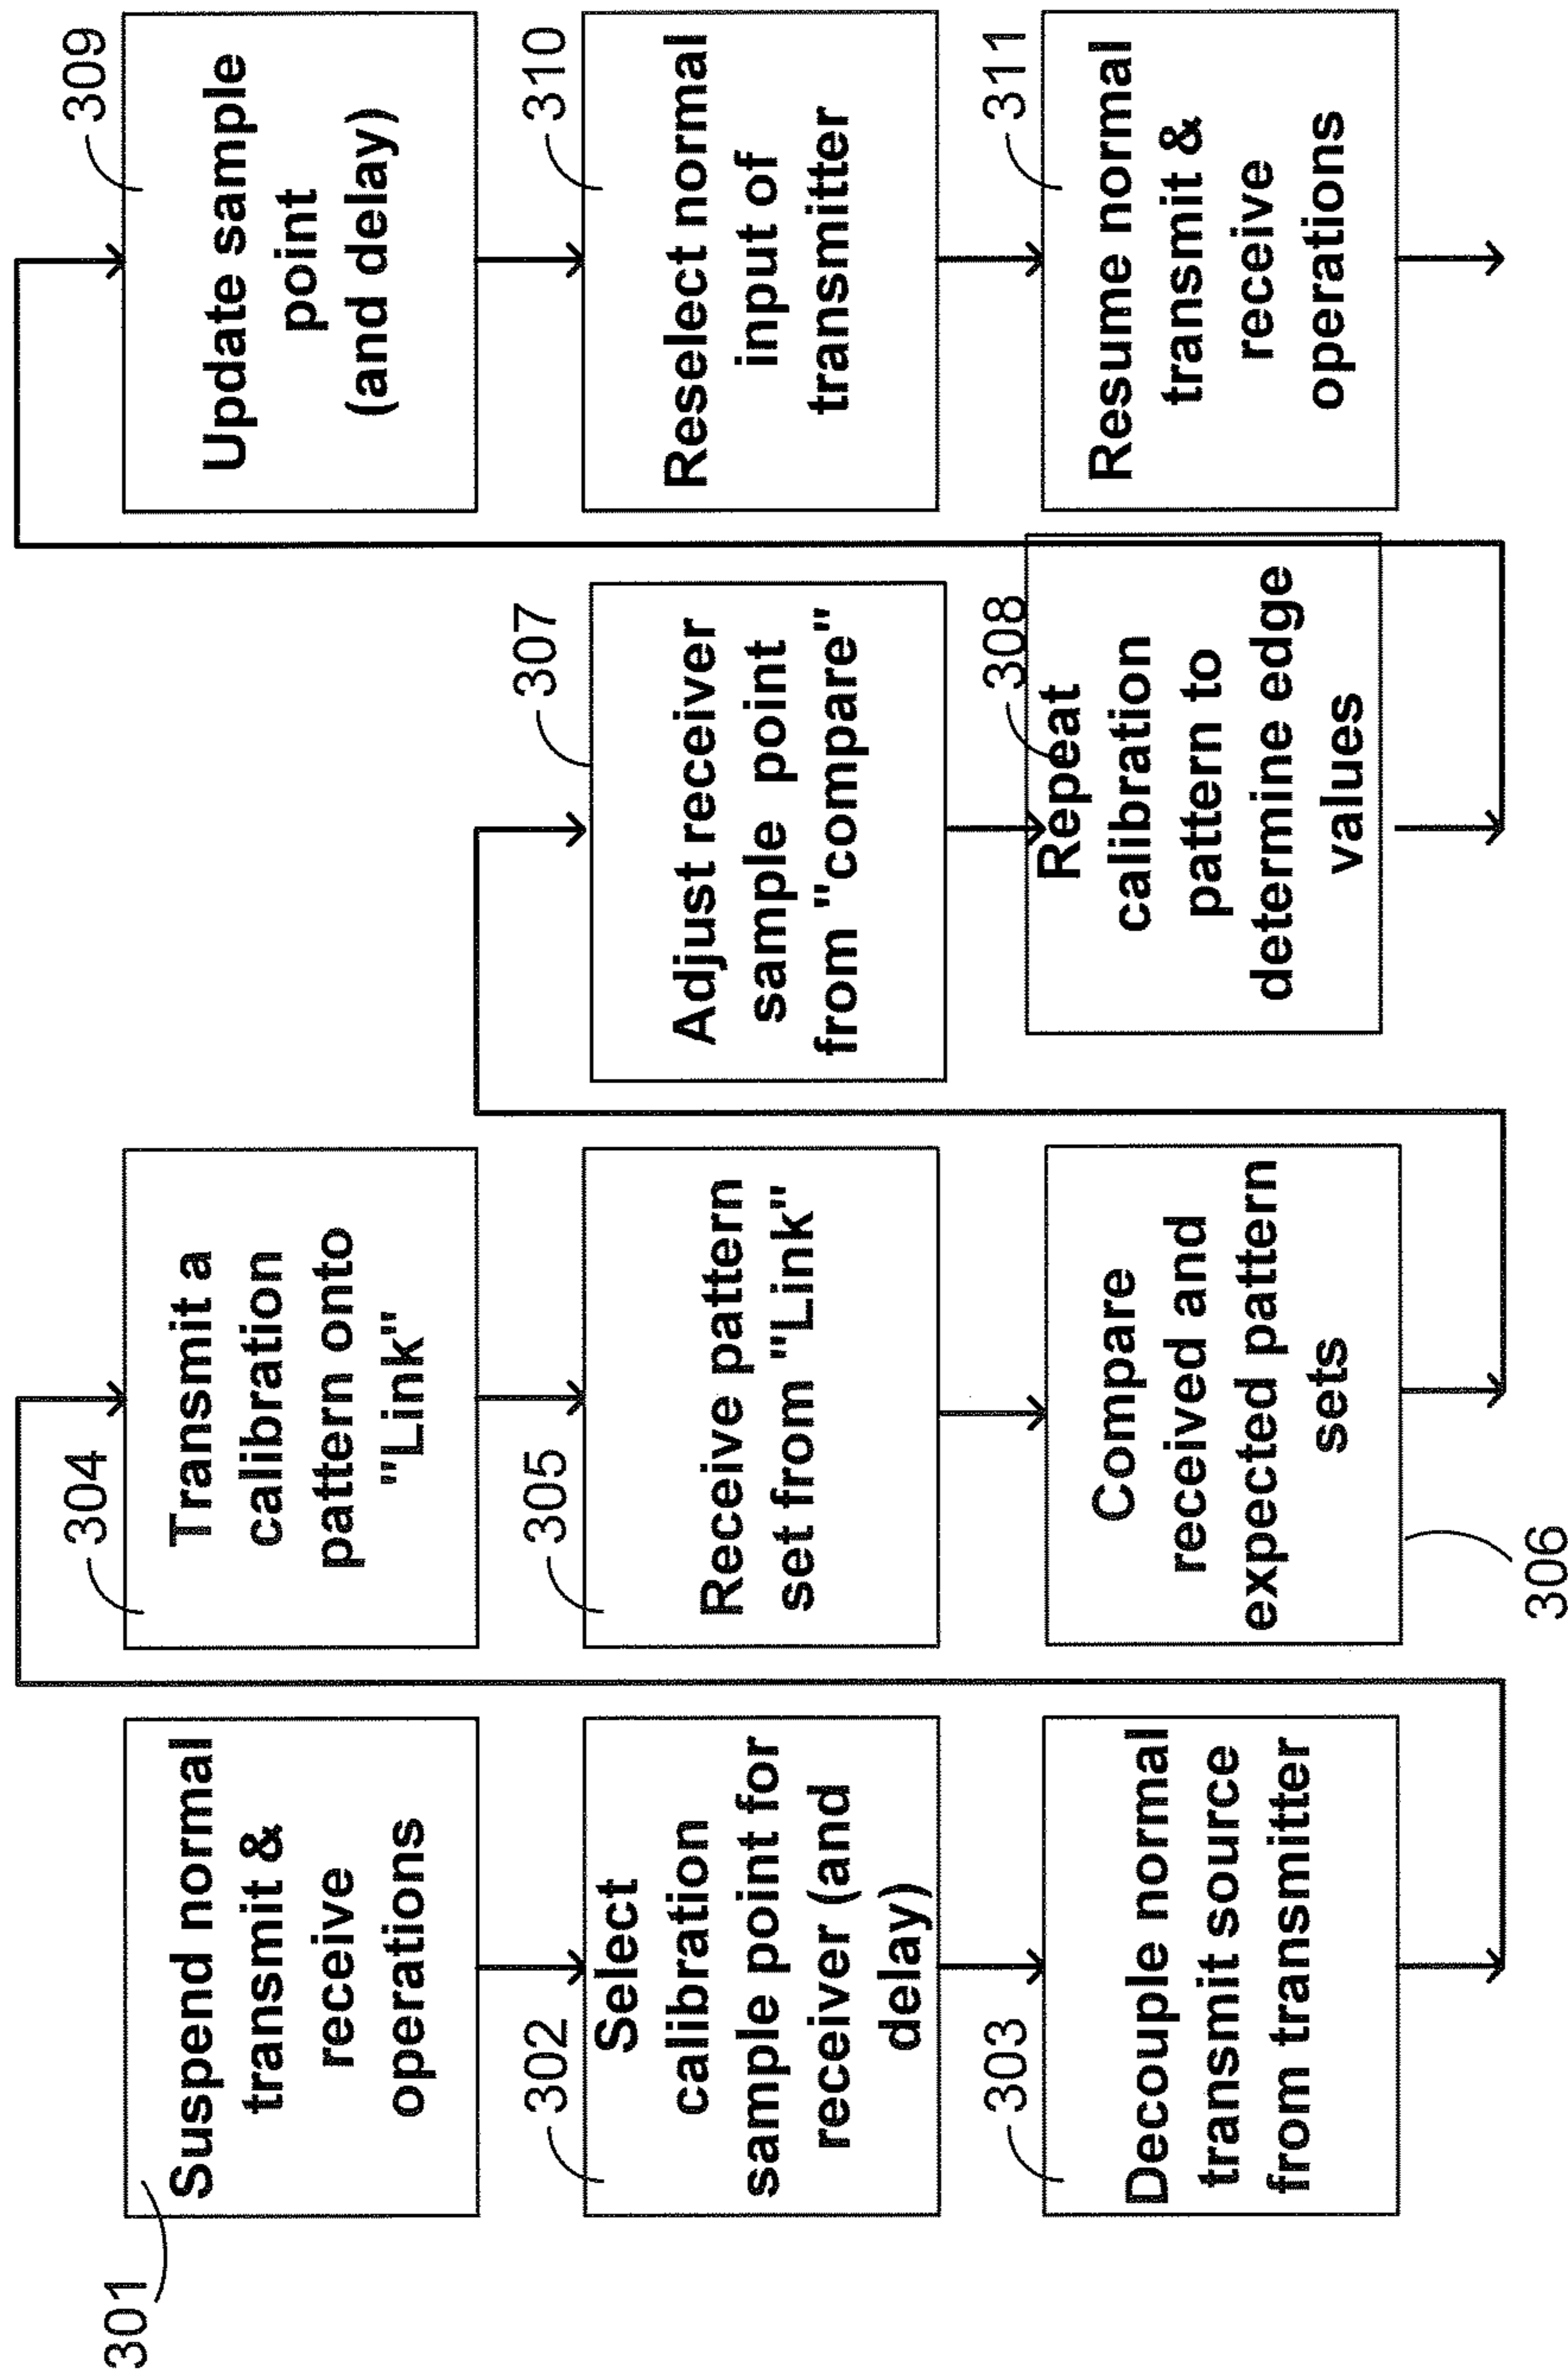 301
Suspend normal
transmit &
receive
operations
302
Select
calibration
sample point for
receiver (and
delay)
303
Decouple normal
transmit source
from transmitter
304
Transmit a
calibration
pattern onto
"Link"
305
Receive pattern
set from "Link"
306
Compare
received and
expected pattern
sets
307
Adjust receiver
sample point
from "compare"
308
Repeat
calibration
pattern to
determine edge
values
309
Update sample
point
(and delay)
310
Reselect normal
input of
transmitter
311
Resume normal
transmit &
receive
operations